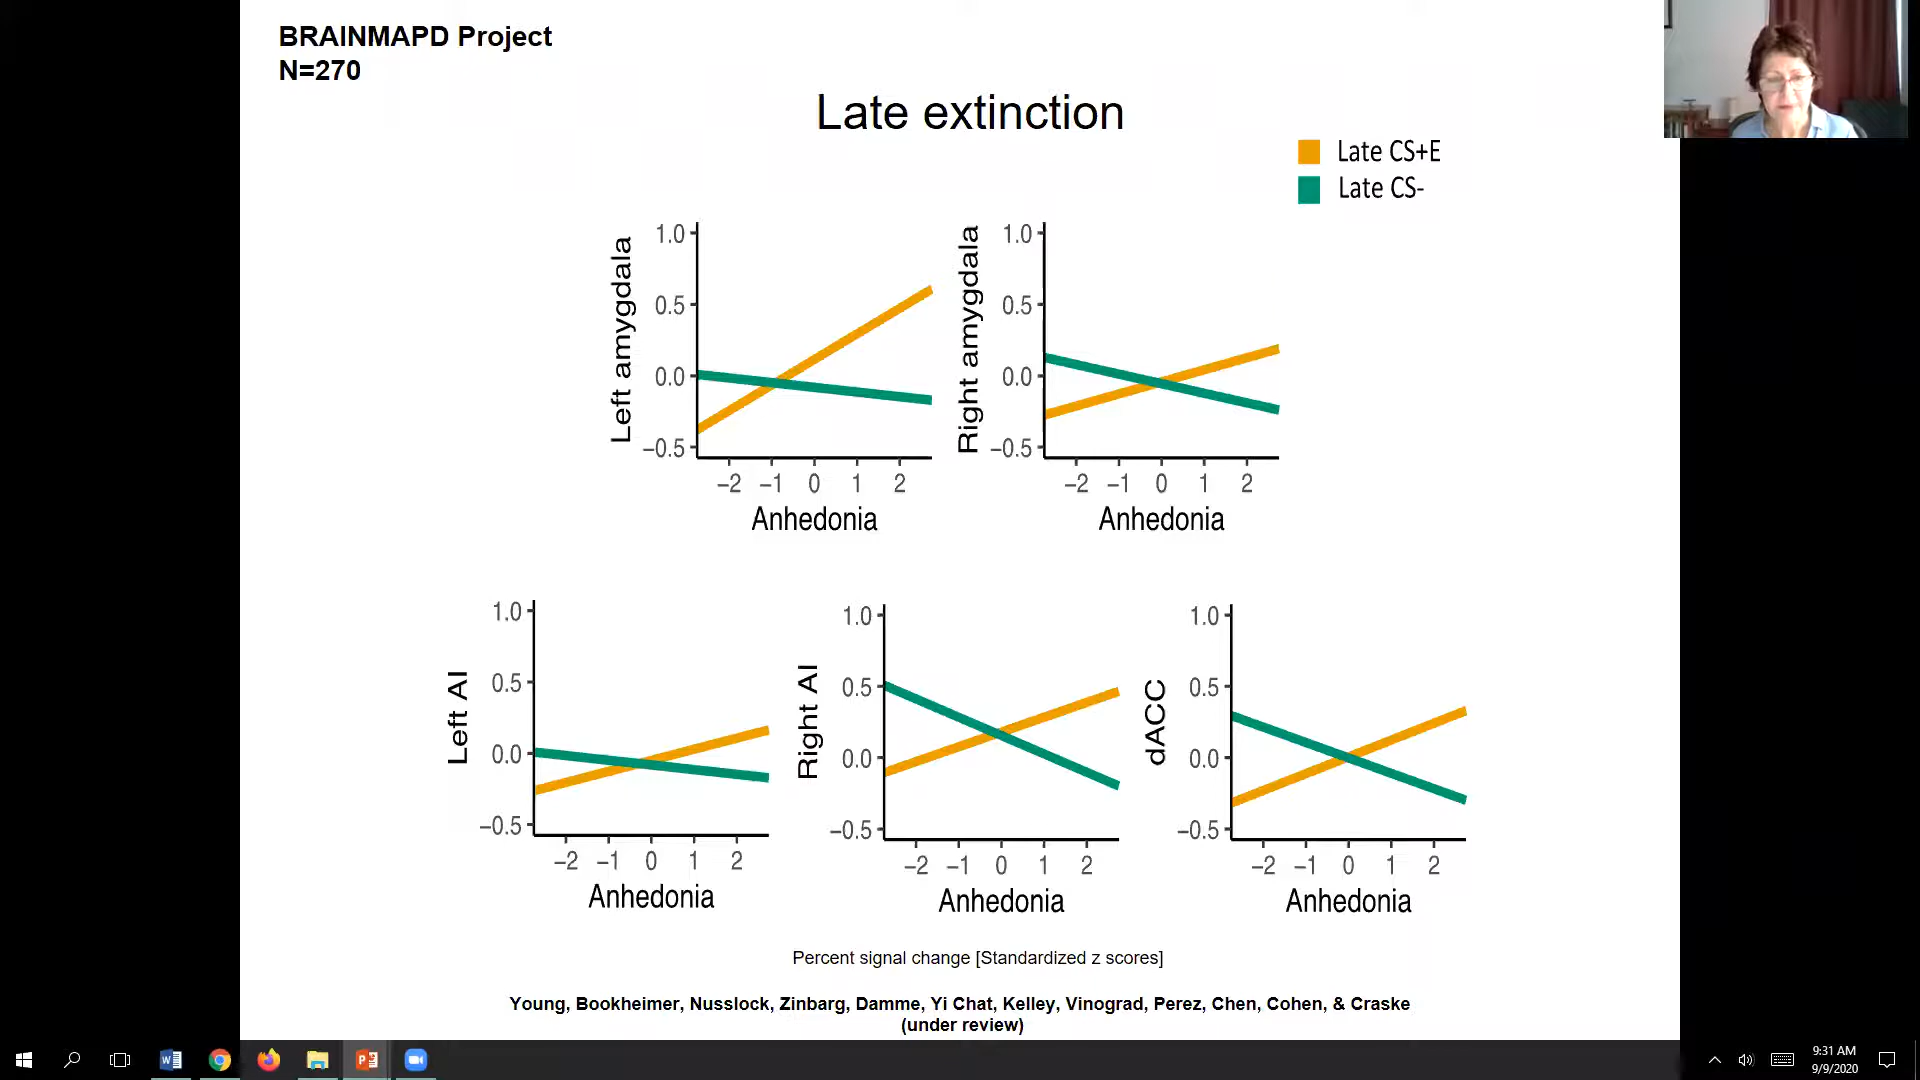 BRAINMAPD Project
N=270
Late extinction
Late CS+E
Late CS-
Left amygdala
1.0
0.5
0.0
−0.5
−2 −1 0 1 2
Anhedonia
Right amygdala
1.0
0.5
0.0
−0.5
−2 −1 0 1 2
Anhedonia
Left AI
1.0
0.5
0.0
−0.5
−2 −1 0 1 2
Anhedonia
Right AI
1.0
0.5
0.0
−0.5
−2 −1 0 1 2
Anhedonia
dACC
1.0
0.5
0.0
−0.5
−2 −1 0 1 2
Anhedonia
Percent signal change [Standardized z scores]
Young, Bookheimer, Nusslock, Zinbarg, Damme, Yi Chat, Kelley, Vinograd, Perez, Chen, Cohen, & Craske
(under review)
9:31 AM
9/9/2020